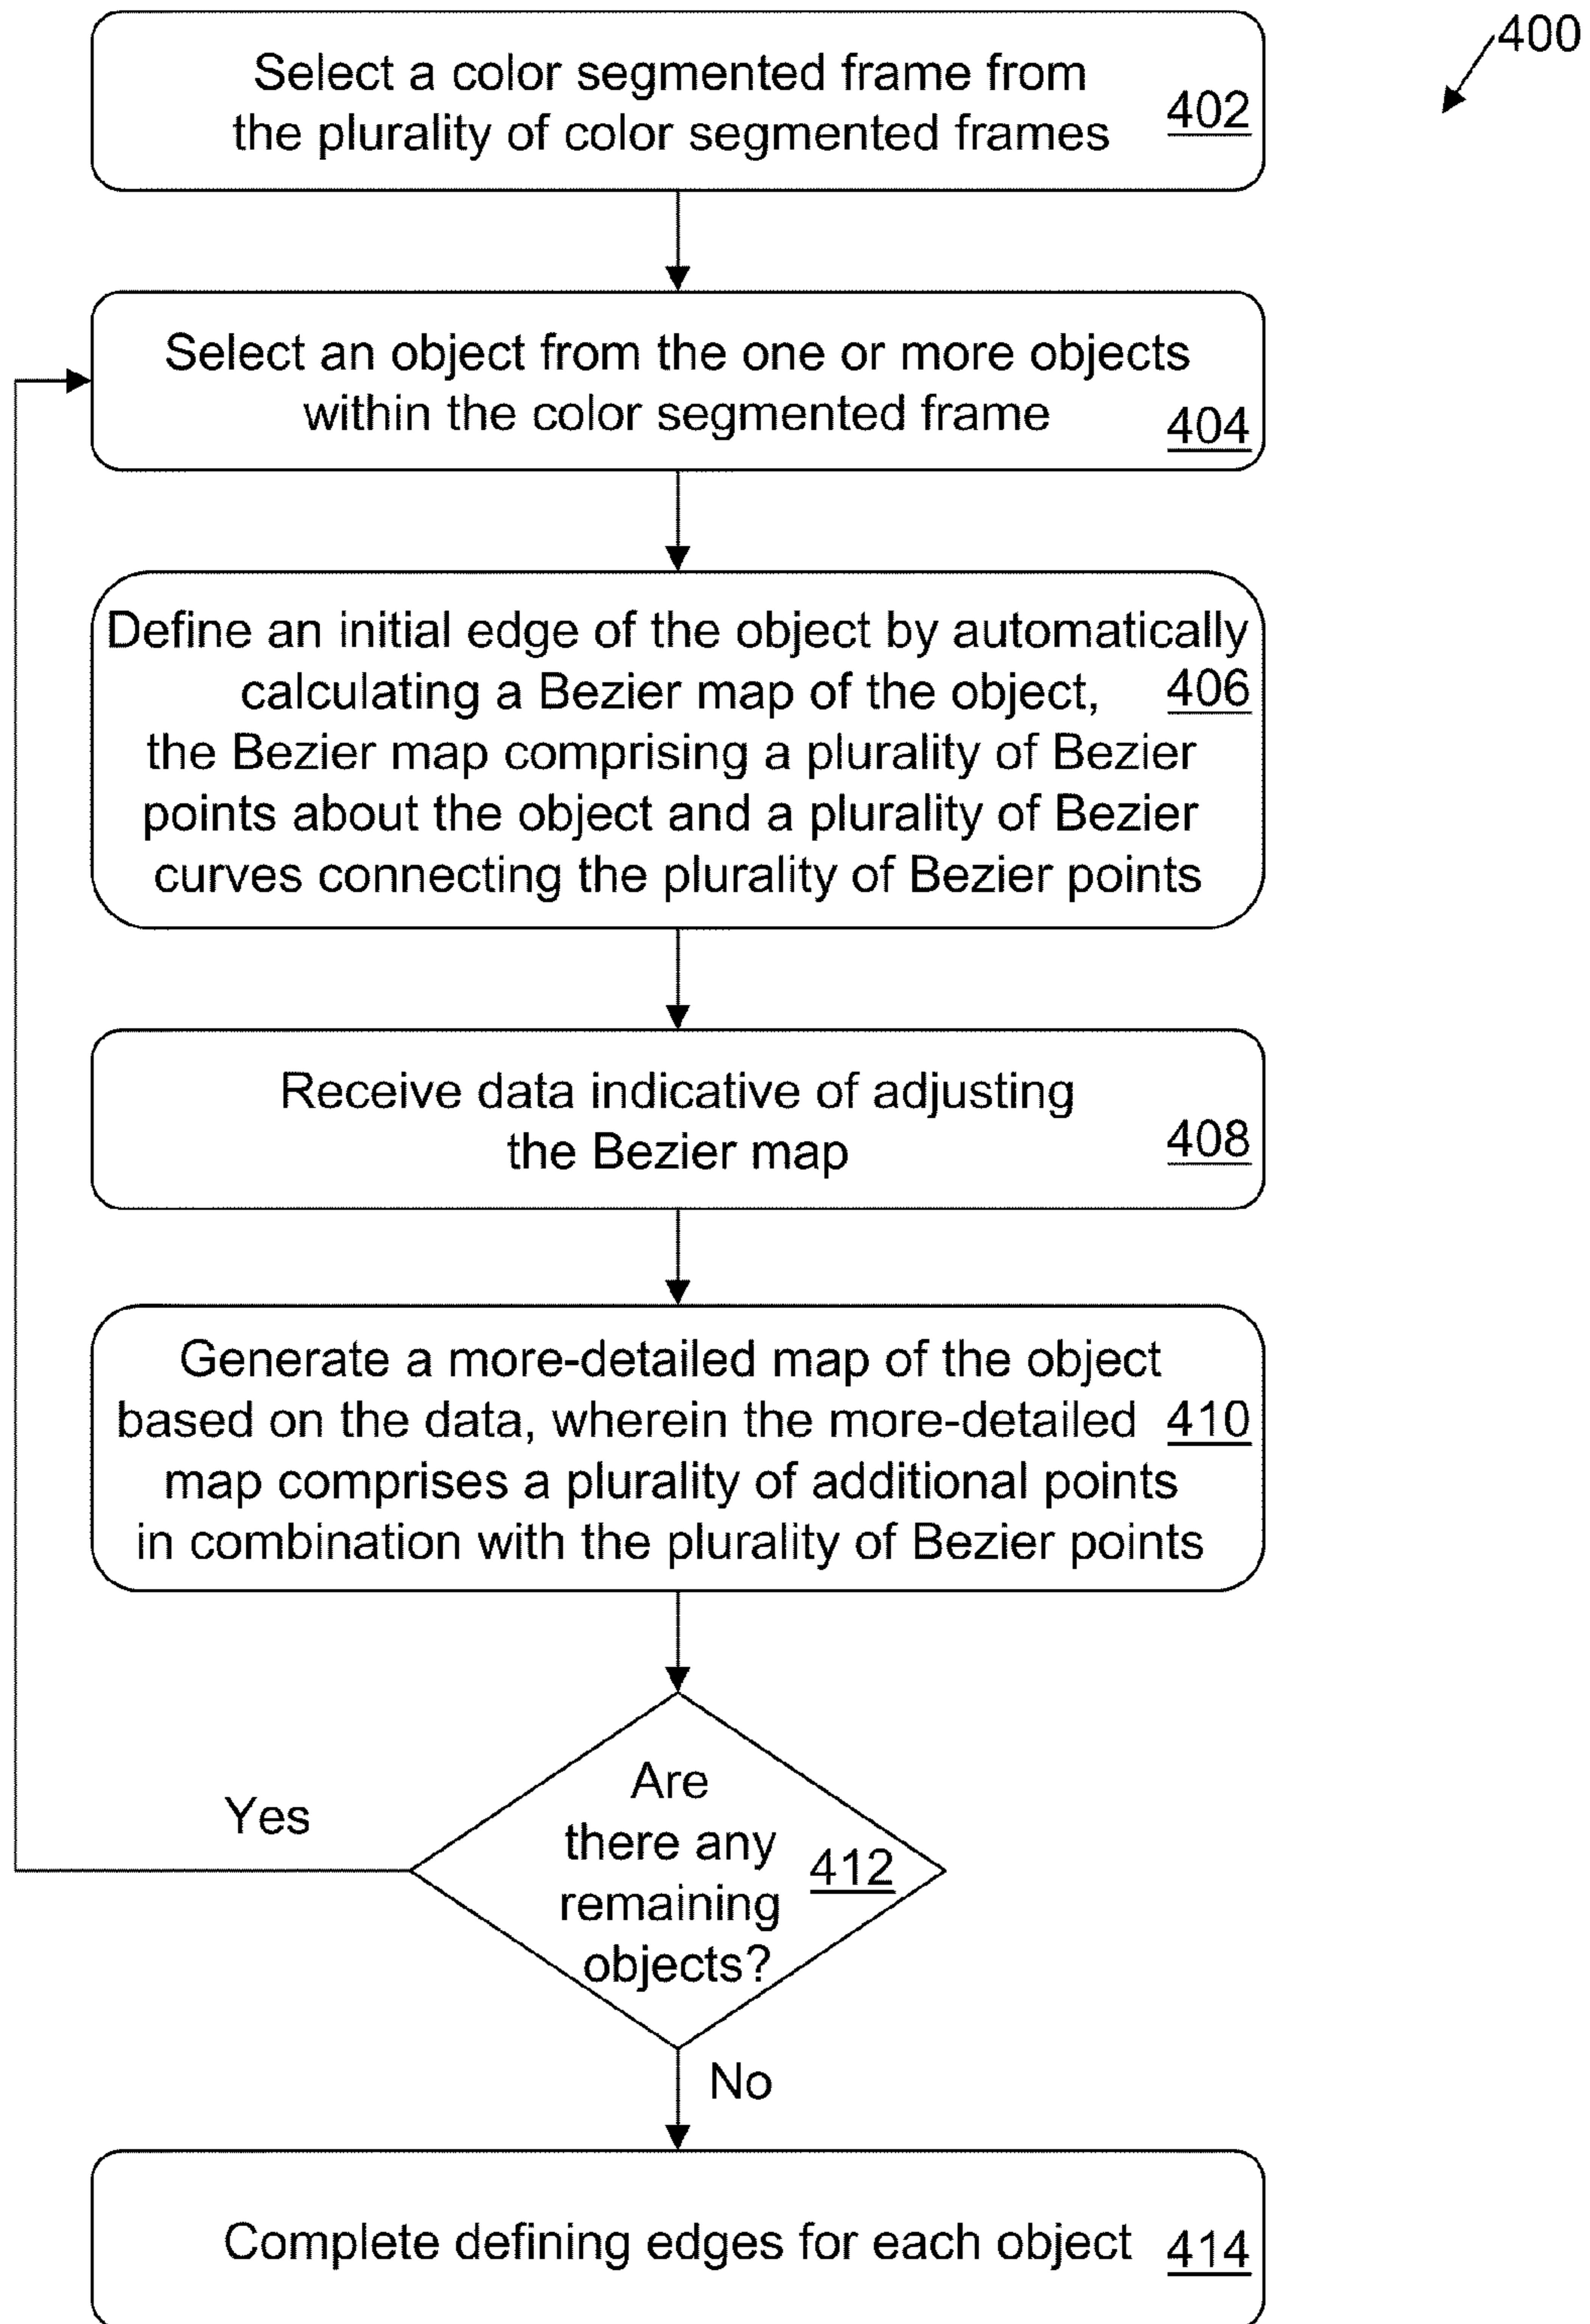 400
Select a color segmented frame from
the plurality of color segmented frames
402
Select an object from the one or more objects
within the color segmented frame
404
Define an initial edge of the object by automatically
calculating a Bezier map of the object,
406
the Bezier map comprising a plurality of Bezier
points about the object and a plurality of Bezier
curves connecting the plurality of Bezier points
Receive data indicative of adjusting
the Bezier map
408
Generate a more-detailed map of the object
based on the data, wherein the more-detailed
410
map comprises a plurality of additional points
in combination with the plurality of Bezier points
Are
there any
remaining
objects?
412
Yes
No
Complete defining edges for each object
414